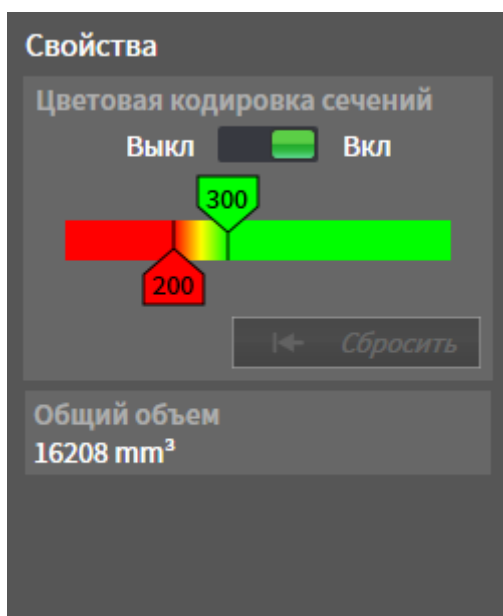 Свойства
Цветовая кодировка сечений
Выкл Вкл
300
200
Сбросить
Общий объем
16208 mm³